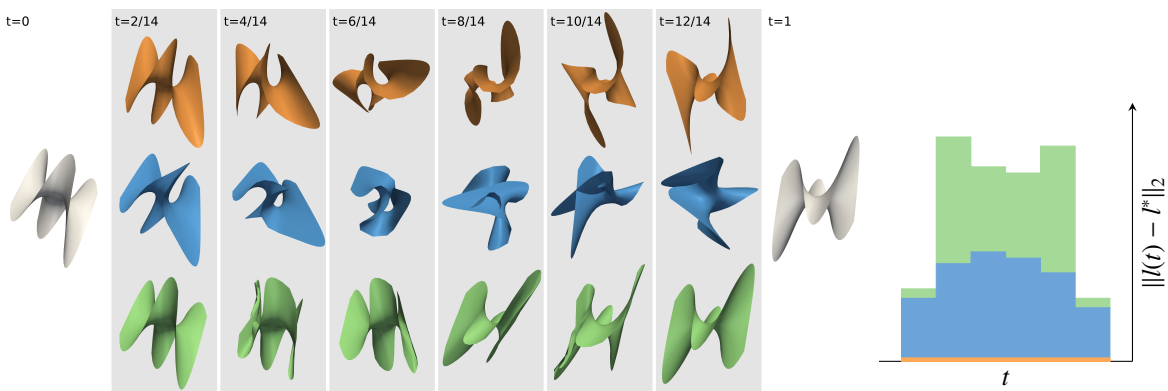 t=0
t=2/14
t=4/14
t=6/14
t=8/14
t=10/14
t=12/14
t=1
||l(t) − l*||₂
t